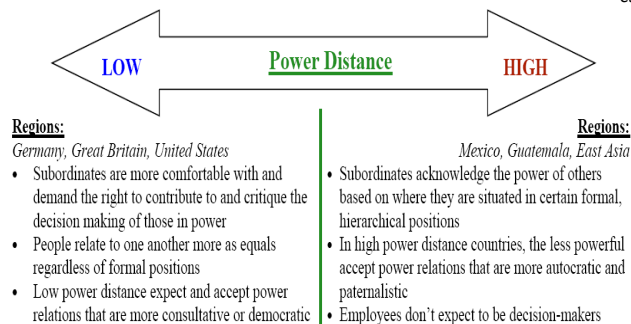 Power Distance
LOW
HIGH
Regions:
Germany, Great Britain, United States
• Subordinates are more comfortable with and
demand the right to contribute to and critique the
decision making of those in power
• People relate to one another more as equals
regardless of formal positions
• Low power distance expect and accept power
relations that are more consultative or democratic
Regions:
Mexico, Guatemala, East Asia
• Subordinates acknowledge the power of others
based on where they are situated in certain formal,
hierarchical positions
• In high power distance countries, the less powerful
accept power relations that are more autocratic and
paternalistic
• Employees don't expect to be decision-makers